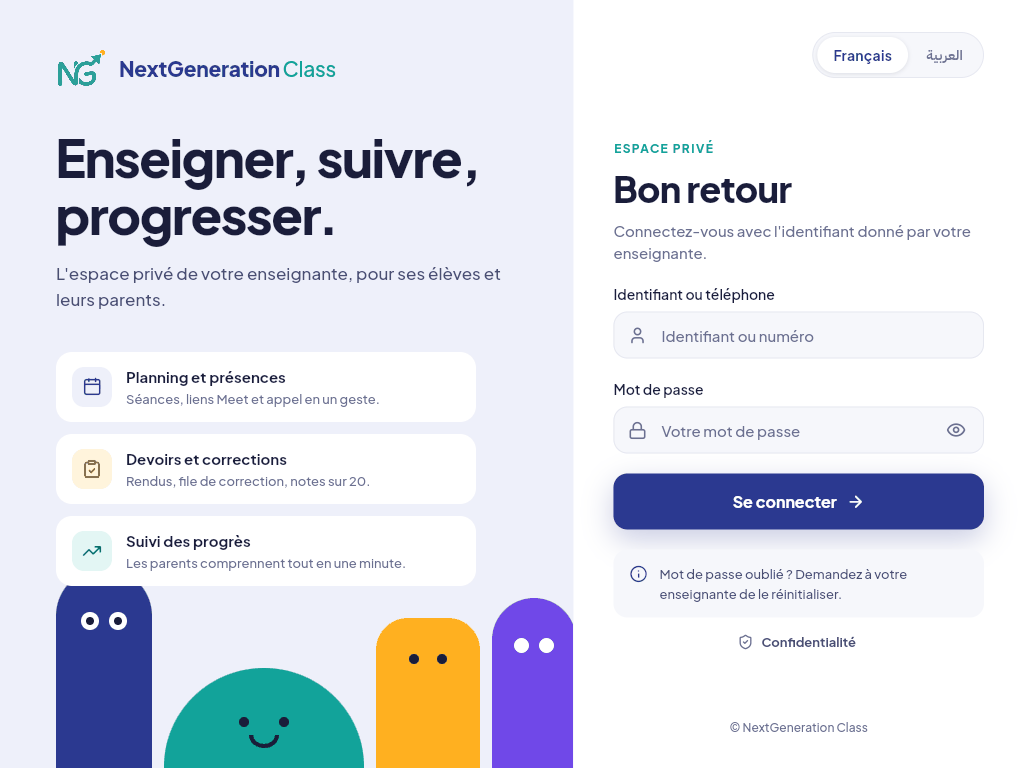 NG NextGeneration Class
Enseigner, suivre,
progresser.
L'espace privé de votre enseignante, pour ses élèves et
leurs parents.
Planning et présences
Séances, liens Meet et appel en un geste.
Devoirs et corrections
Rendus, file de correction, notes sur 20.
Suivi des progrès
Les parents comprennent tout en une minute.
Français العربية
ESPACE PRIVÉ
Bon retour
Connectez-vous avec l'identifiant donné par votre
enseignante.
Identifiant ou téléphone
Identifiant ou numéro
Mot de passe
Votre mot de passe
Se connecter
Mot de passe oublié ? Demandez à votre
enseignante de le réinitialiser.
Confidentialité
© NextGeneration Class